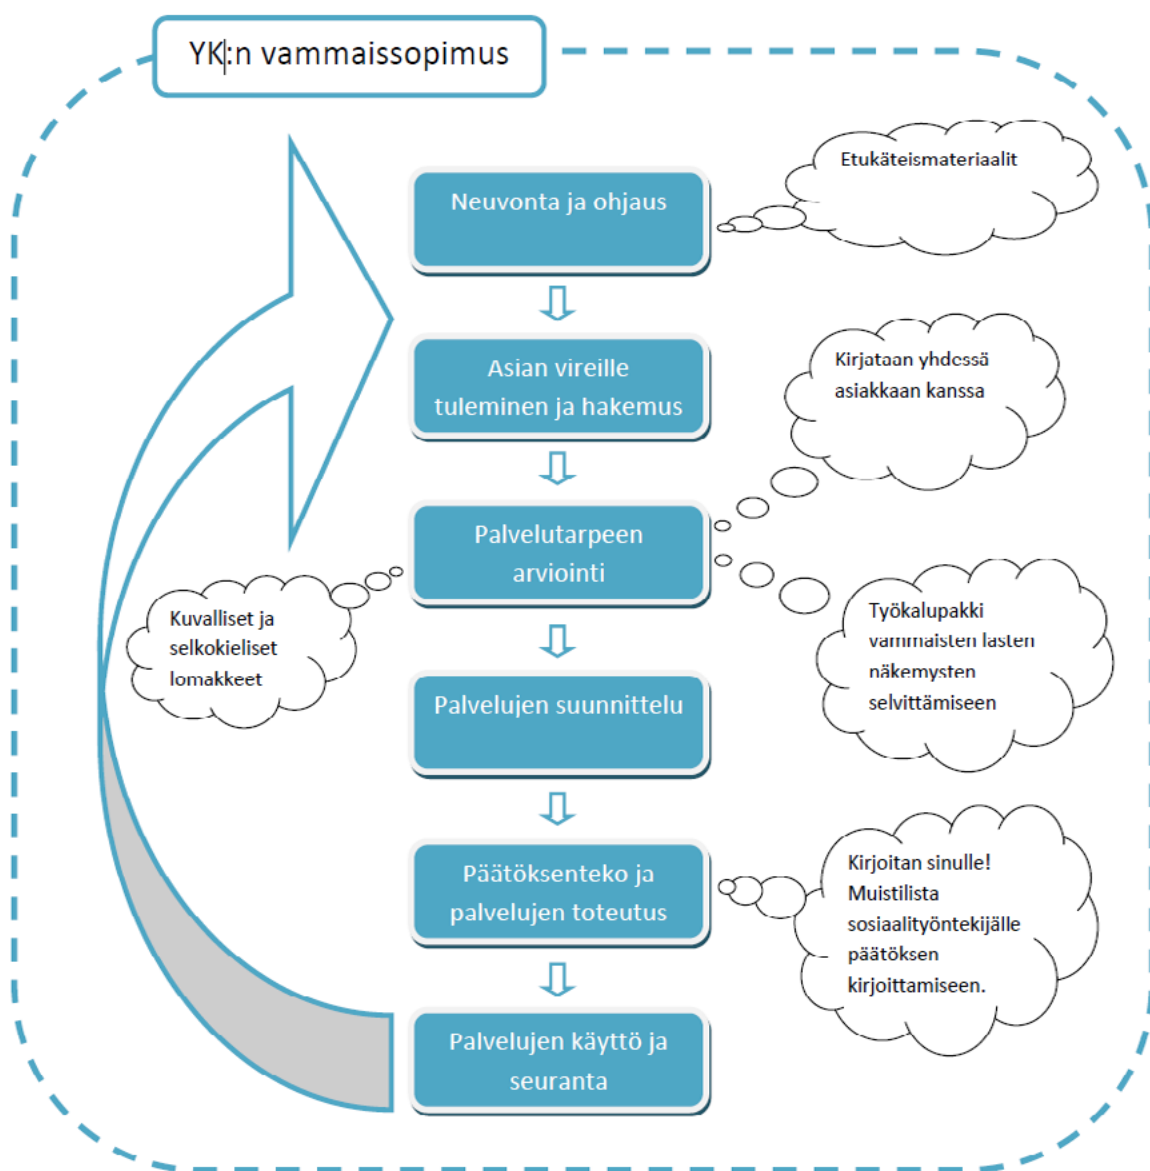 YK:n vammaissopimus
Etukäteismateriaalit
Neuvonta ja ohjaus
Asian vireille
tuleminen ja hakemus
Kirjataan yhdessä
asiakkaan kanssa
Palvelutarpeen
arviointi
Kuvalliset ja
selkokieliset
lomakkeet
Työkalupakki
vammaisten lasten
näkemysten
selvittämiseen
Palvelujen suunnittelu
Päätöksenteko ja
palvelujen toteutus
Kirjoitan sinulle!
Muistilista
sosiaalityöntekijälle
päätöksen
kirjoittamiseen.
Palvelujen käyttö ja
seuranta